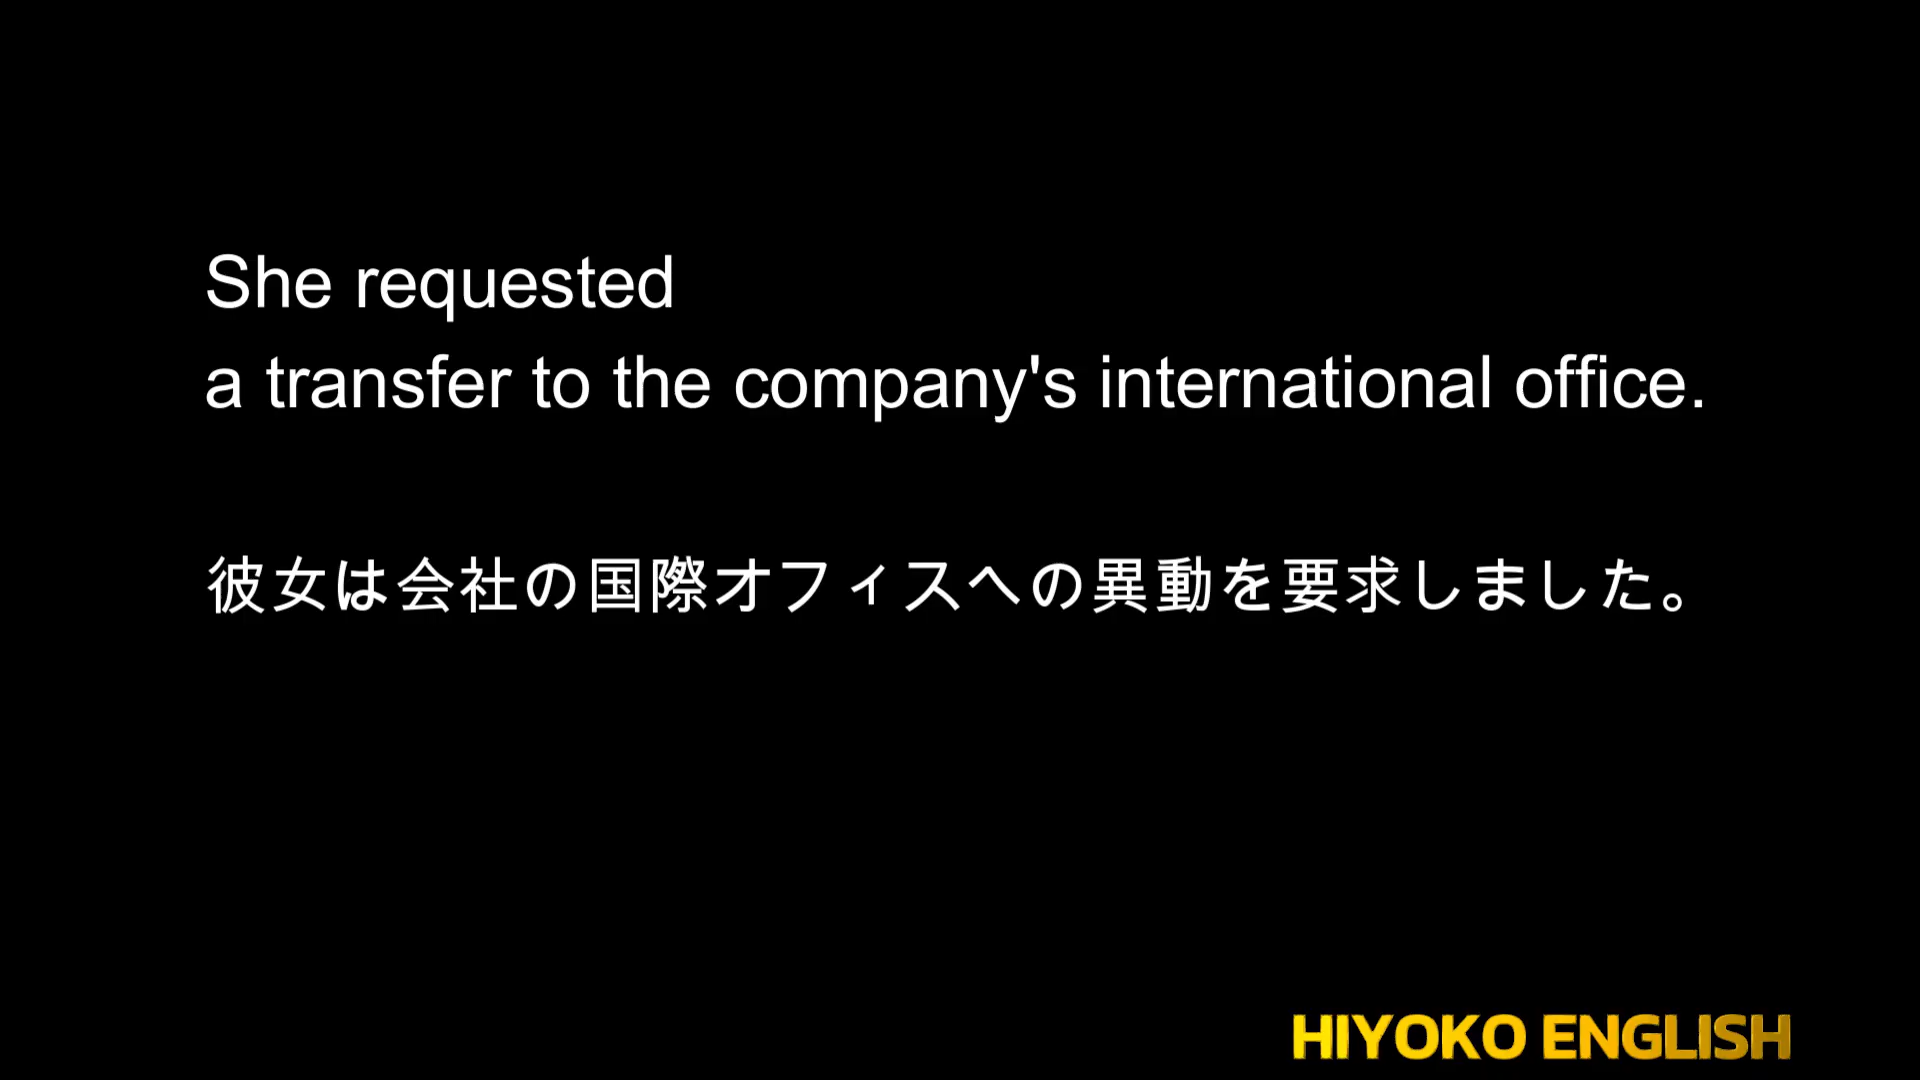 She requested
a transfer to the company's international office.
彼女は会社の国際オフィスへの異動を要求しました。
HIYOKO ENGLISH